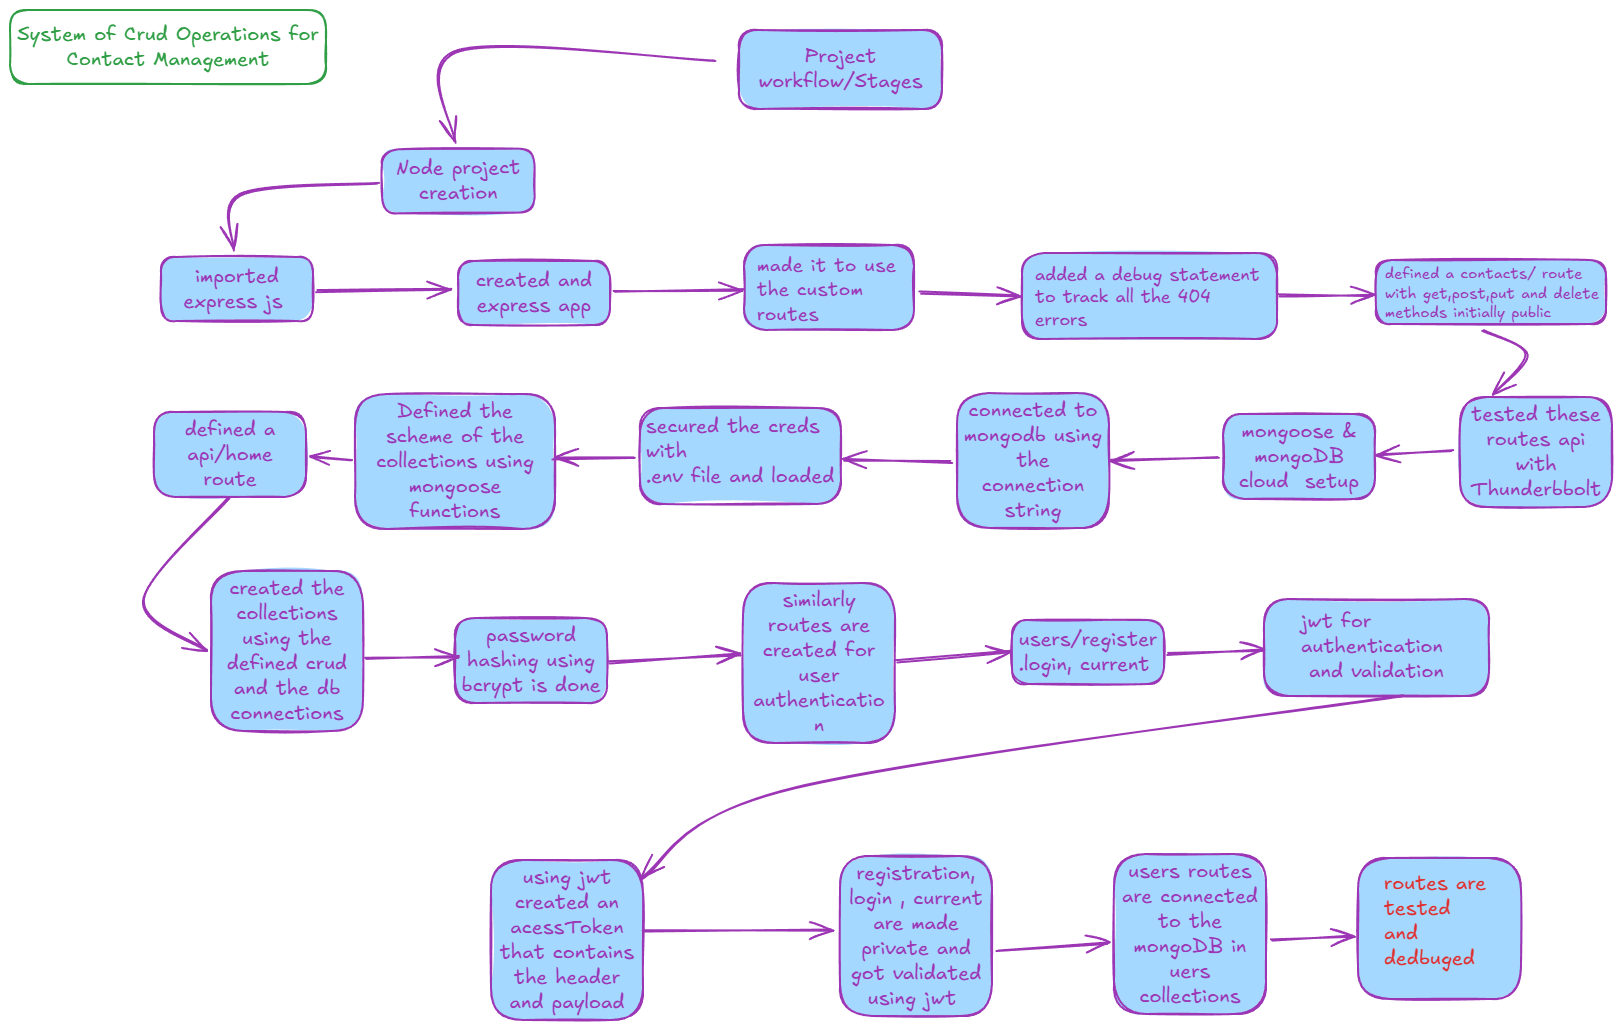 System of Crud Operations for
Contact Management
Project
workflow/Stages
Node project
creation
imported
express js
created and
express app
made it to use
the custom
routes
added a debug statement
to track all the 404
errors
defined a contacts/ route
with get,post,put and delete
methods initially public
tested these
routes api
with
Thunderbbolt
mongoose &
mongoDB
cloud setup
connected to
mongodb using
the
connection
string
secured the creds
with
.env file and loaded
Defined the
scheme of the
collections using
mongoose
functions
defined a
api/home
route
created the
collections
using the
defined crud
and the db
connections
password
hashing using
bcrypt is done
similarly
routes are
created for
user
authenticatio
n
users/register
.login, current
jwt for
authentication
and validation
using jwt
created an
acessToken
that contains
the header
and payload
registration,
login , current
are made
private and
got validated
using jwt
users routes
are connected
to the
mongoDB in
uers
collections
routes are
tested
and
dedbuged